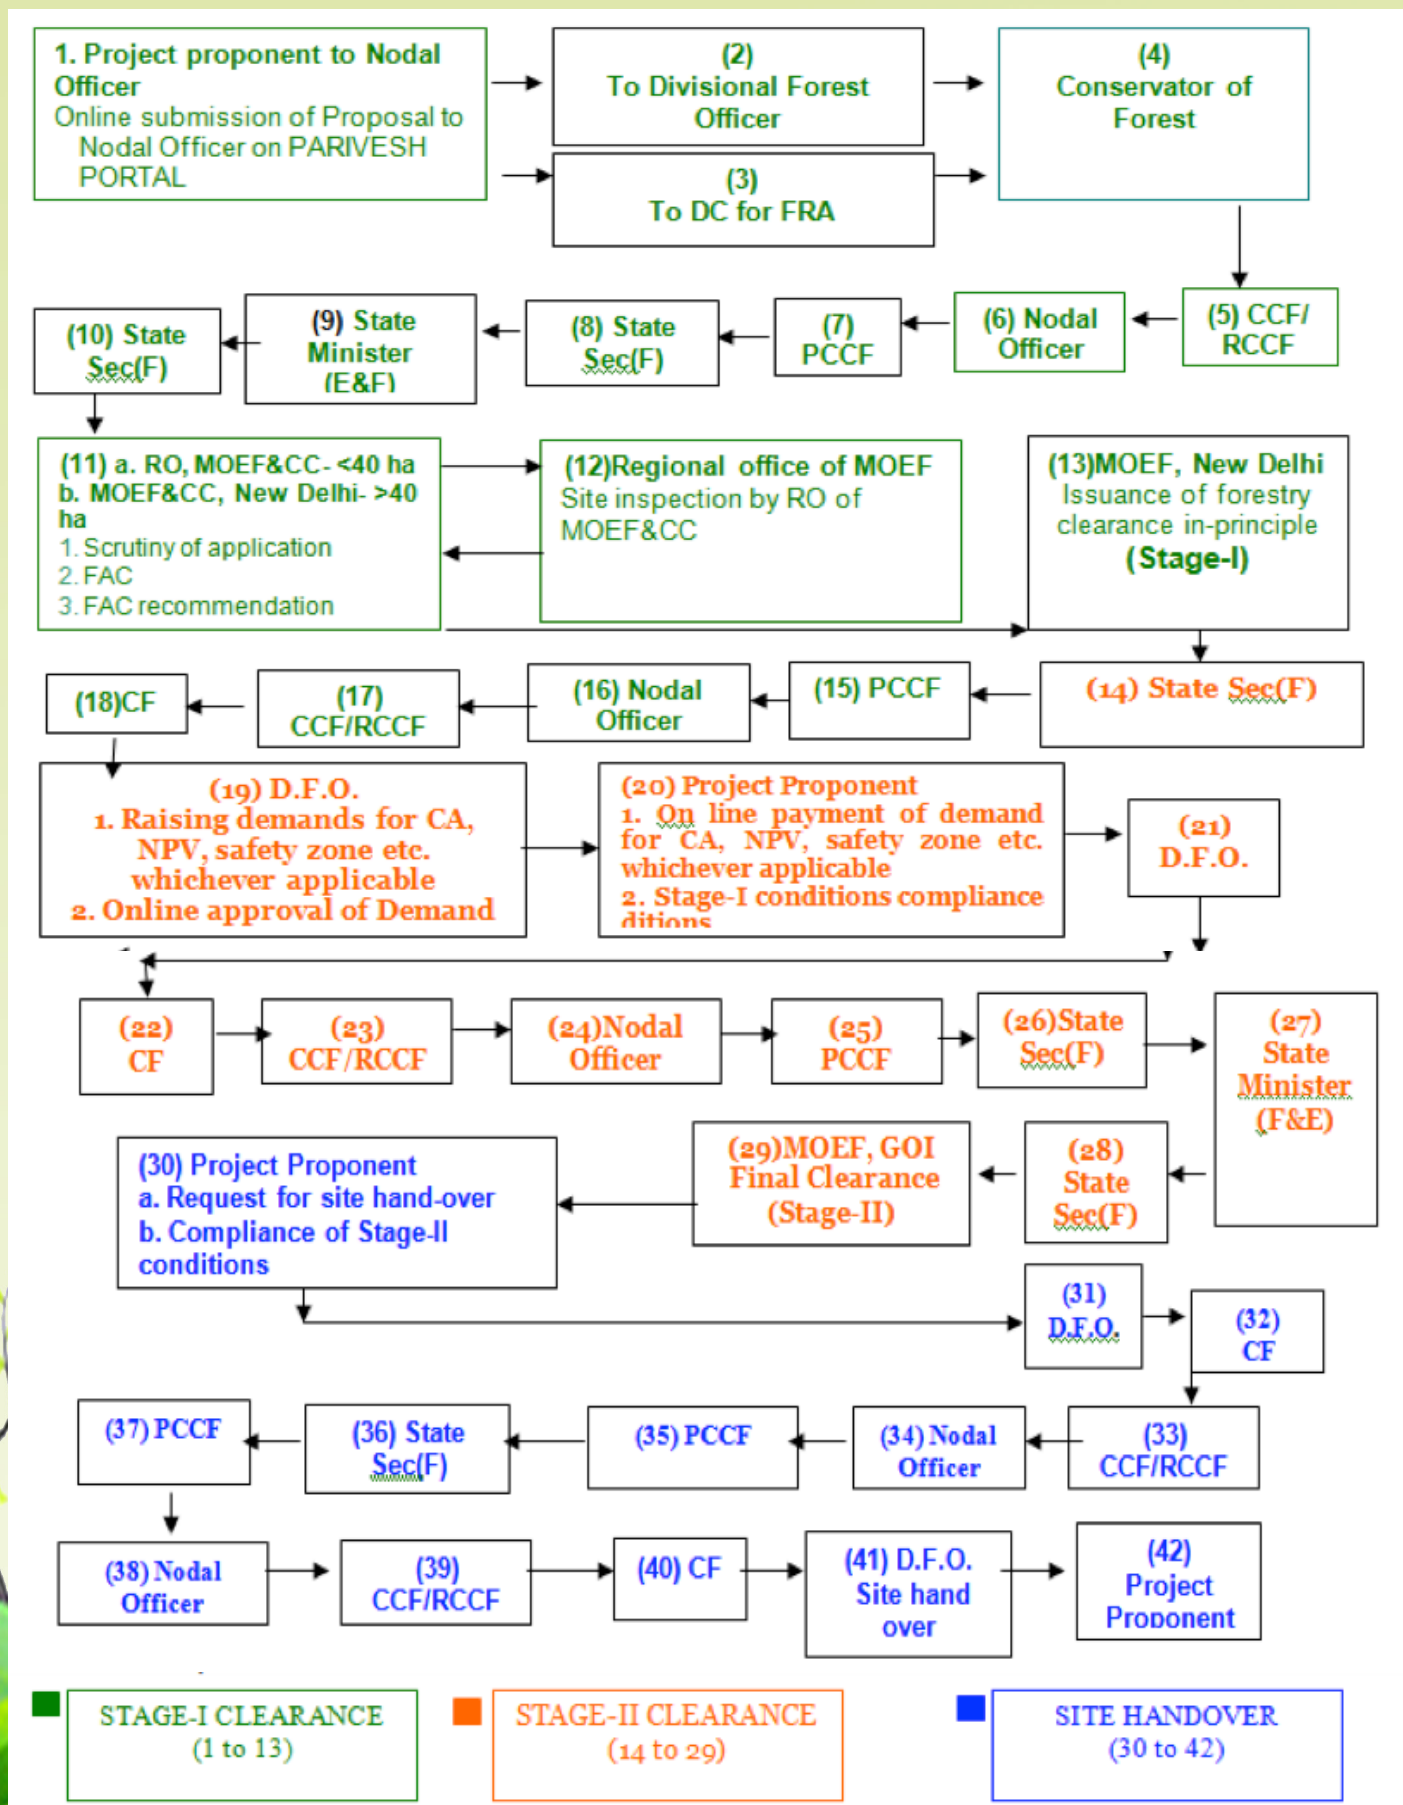 1. Project proponent to Nodal
Officer
Online submission of Proposal to
Nodal Officer on PARIVESH
PORTAL
(2)
To Divisional Forest
Officer
(3)
To DC for FRA
(4)
Conservator of
Forest
(5) CCF/
RCCF
(6) Nodal
Officer
(7)
PCCF
(8) State
Sec(F)
(9) State
Minister
(E&F)
(10) State
Sec(F)
(11) a. RO, MOEF&CC- <40 ha
b. MOEF&CC, New Delhi- >40
ha
1. Scrutiny of application
2. FAC
3. FAC recommendation
(12)Regional office of MOEF
Site inspection by RO of
MOEF&CC
(13)MOEF, New Delhi
Issuance of forestry
clearance in-principle
(Stage-I)
(14) State Sec(F)
(15) PCCF
(16) Nodal
Officer
(17)
CCF/RCCF
(18)CF
(19) D.F.O.
1. Raising demands for CA,
NPV, safety zone etc.
whichever applicable
2. Online approval of Demand
(20) Project Proponent
1. On line payment of demand
for CA, NPV, safety zone etc.
whichever applicable
2. Stage-I conditions compliance
ditions
(21)
D.F.O.
(22)
CF
(23)
CCF/RCCF
(24)Nodal
Officer
(25)
PCCF
(26)State
Sec(F)
(27)
State
Minister
(F&E)
(28)
State
Sec(F)
(29)MOEF, GOI
Final Clearance
(Stage-II)
(30) Project Proponent
a. Request for site hand-over
b. Compliance of Stage-II
conditions
(31)
D.F.O.
(32)
CF
(33)
CCF/RCCF
(34) Nodal
Officer
(35) PCCF
(36) State
Sec(F)
(37) PCCF
(38) Nodal
Officer
(39)
CCF/RCCF
(40) CF
(41) D.F.O.
Site hand
over
(42)
Project
Proponent
STAGE-I CLEARANCE
(1 to 13)
STAGE-II CLEARANCE
(14 to 29)
SITE HANDOVER
(30 to 42)